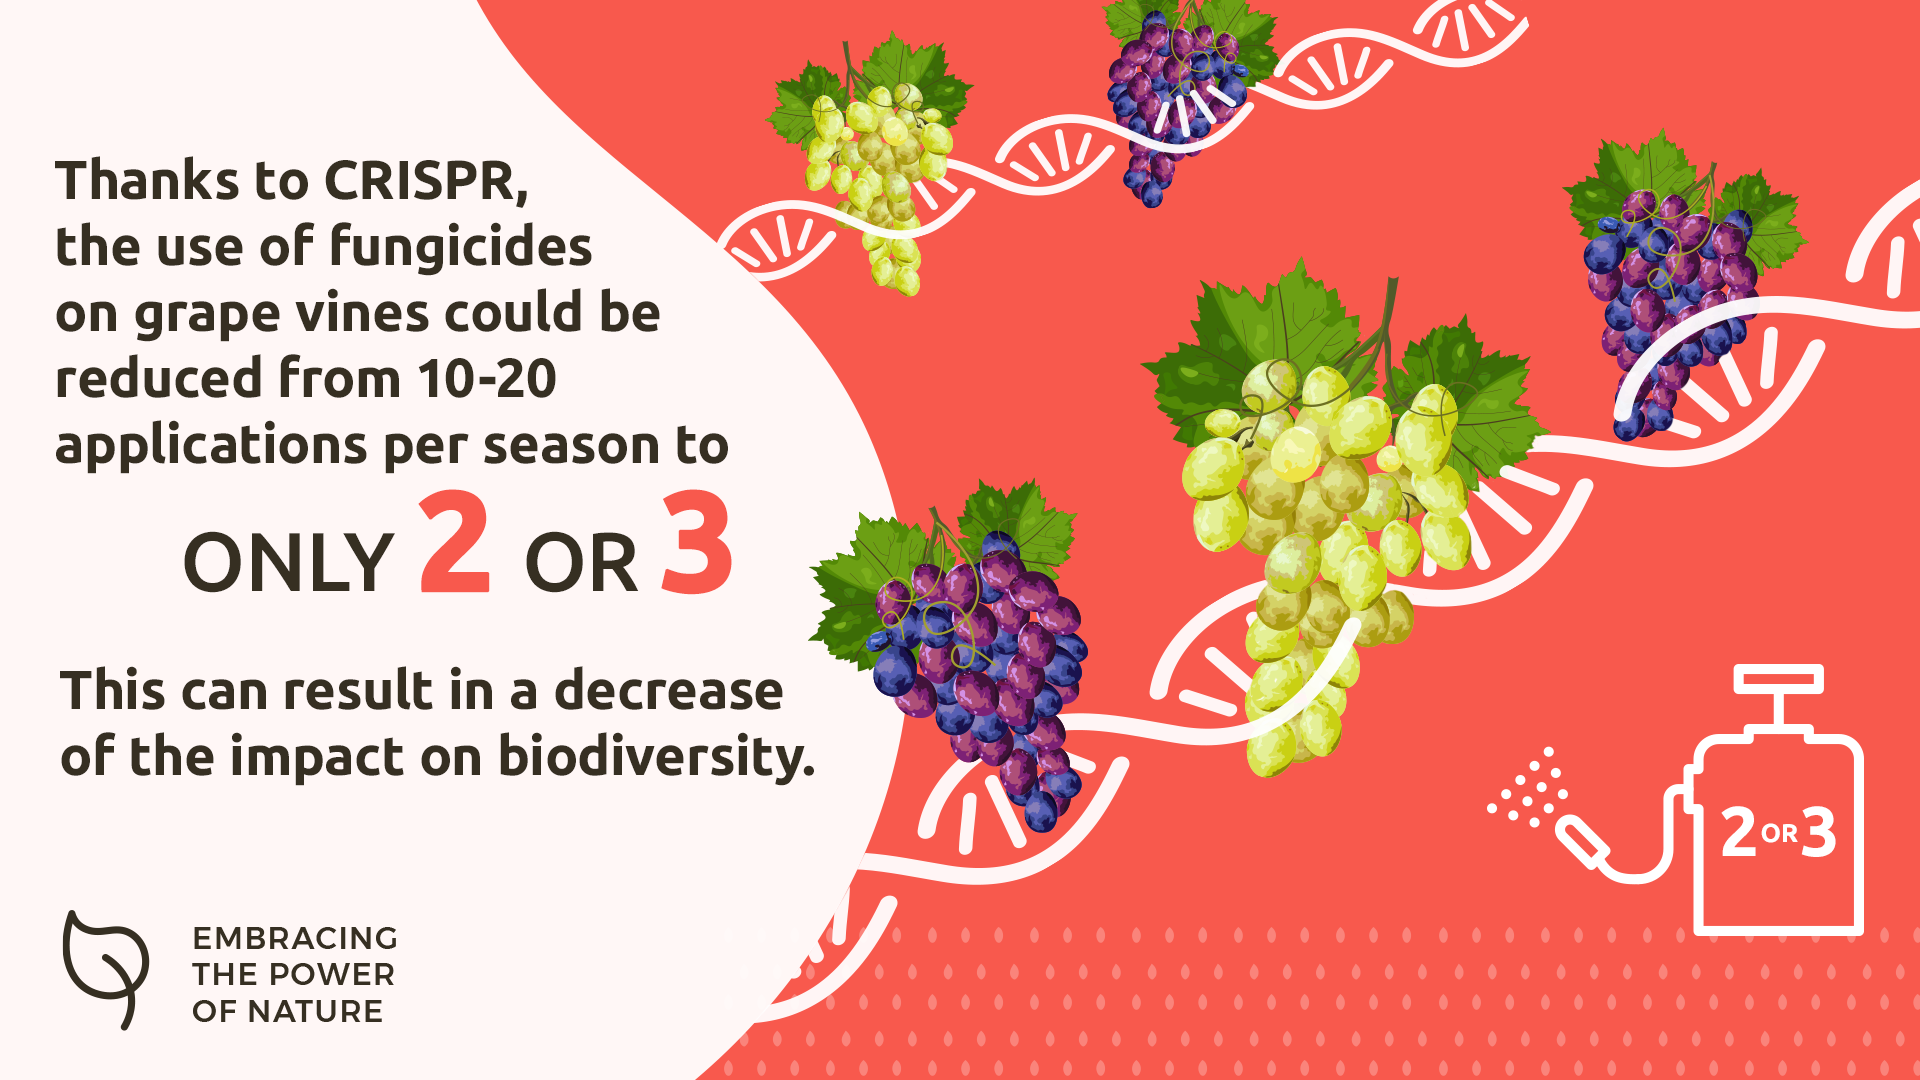 Thanks to CRISPR,
the use of fungicides
on grape vines could be
reduced from 10-20
applications per season to
ONLY 2 OR 3
This can result in a decrease
of the impact on biodiversity.
2 OR 3
EMBRACING
THE POWER
OF NATURE